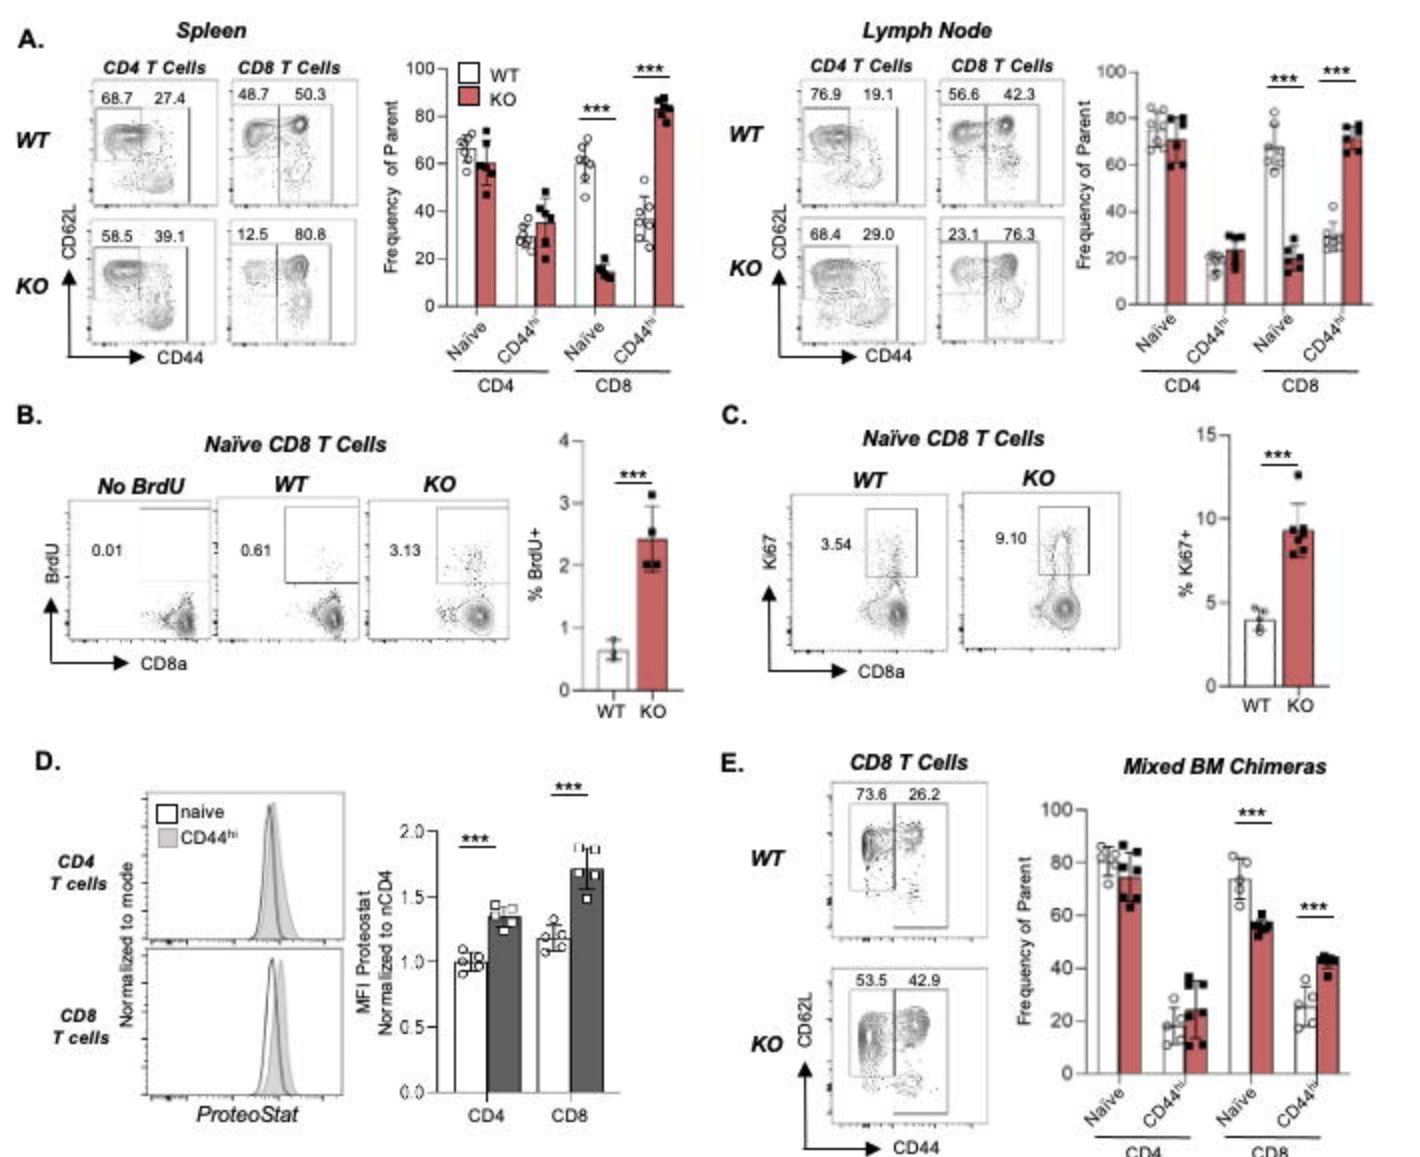 A.
Spleen
CD4 T Cells CD8 T Cells
68.7 27.4 48.7 50.3
WT
58.5 39.1 12.5 80.8
KO
CD62L
CD44
WT
KO
Frequency of Parent
100
80
60
40
20
0
Naïve CD44hi Naïve CD44hi
CD4 CD8
*** ***
Lymph Node
CD4 T Cells CD8 T Cells
76.9 19.1 56.6 42.3
WT
68.4 29.0 23.1 76.3
KO
CD62L
CD44
Frequency of Parent
100
80
60
40
20
0
*** ***
Naïve CD44hi Naïve CD44hi
CD4 CD8
B.
Naïve CD8 T Cells
No BrdU WT KO
0.01 0.61 3.13
BrdU
CD8a
% BrdU+
4
3
2
1
0
***
WT KO
C.
Naïve CD8 T Cells
WT KO
3.54 9.10
Ki67
CD8a
% Ki67+
15
10
5
0
***
WT KO
D.
naive
CD44hi
CD4
T cells
CD8
T cells
Normalized to mode
ProteoStat
MFI Proteostat
Normalized to nCD4
2.0
1.5
1.0
0.5
0.0
*** ***
CD4 CD8
E.
CD8 T Cells
73.6 26.2
WT
53.5 42.9
KO
CD62L
CD44
Mixed BM Chimeras
Frequency of Parent
100
80
60
40
20
0
*** ***
Naïve CD44hi Naïve CD44hi
CD4 CD8